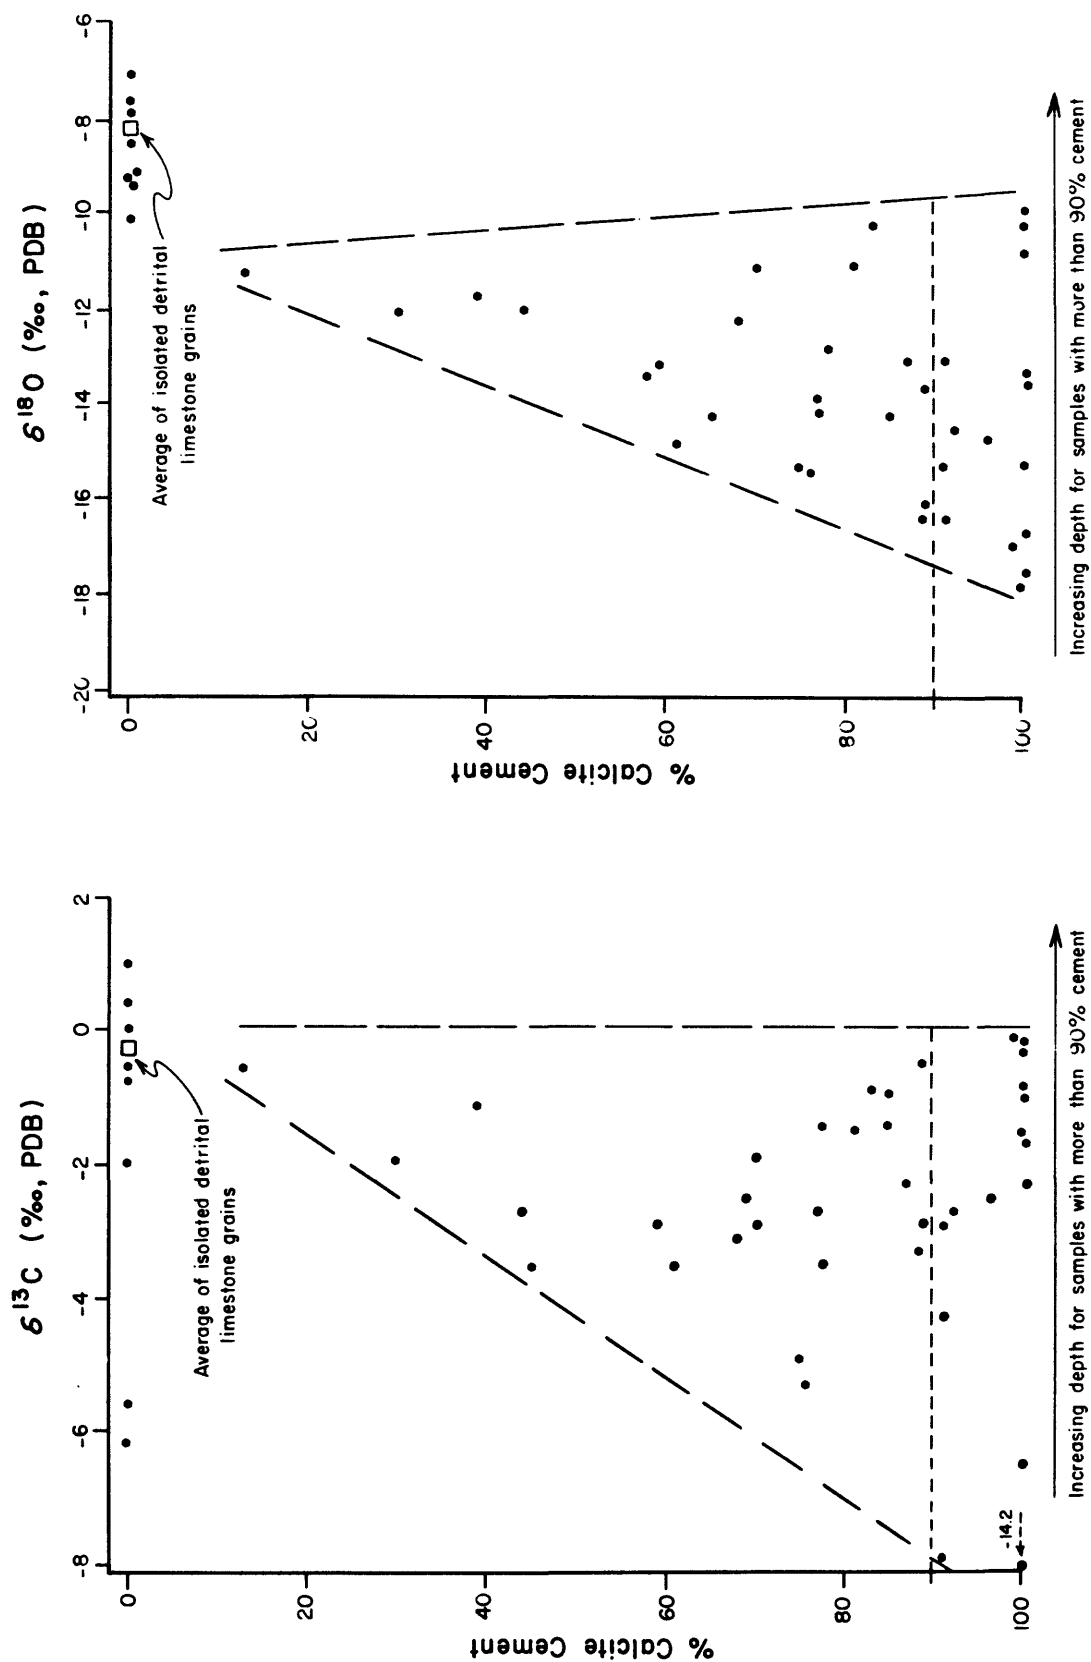 δ¹³C (‰, PDB)
-8
-6
-4
-2
0
2
0
20
40
60
80
100
% Calcite Cement
Average of isolated detrital
limestone grains
-14.2
Increasing depth for samples with more than 90% cement
δ¹⁸O (‰, PDB)
-20
-18
-16
-14
-12
-10
-8
-6
0
20
40
60
80
100
% Calcite Cement
Average of isolated detrital
limestone grains
Increasing depth for samples with more than 90% cement